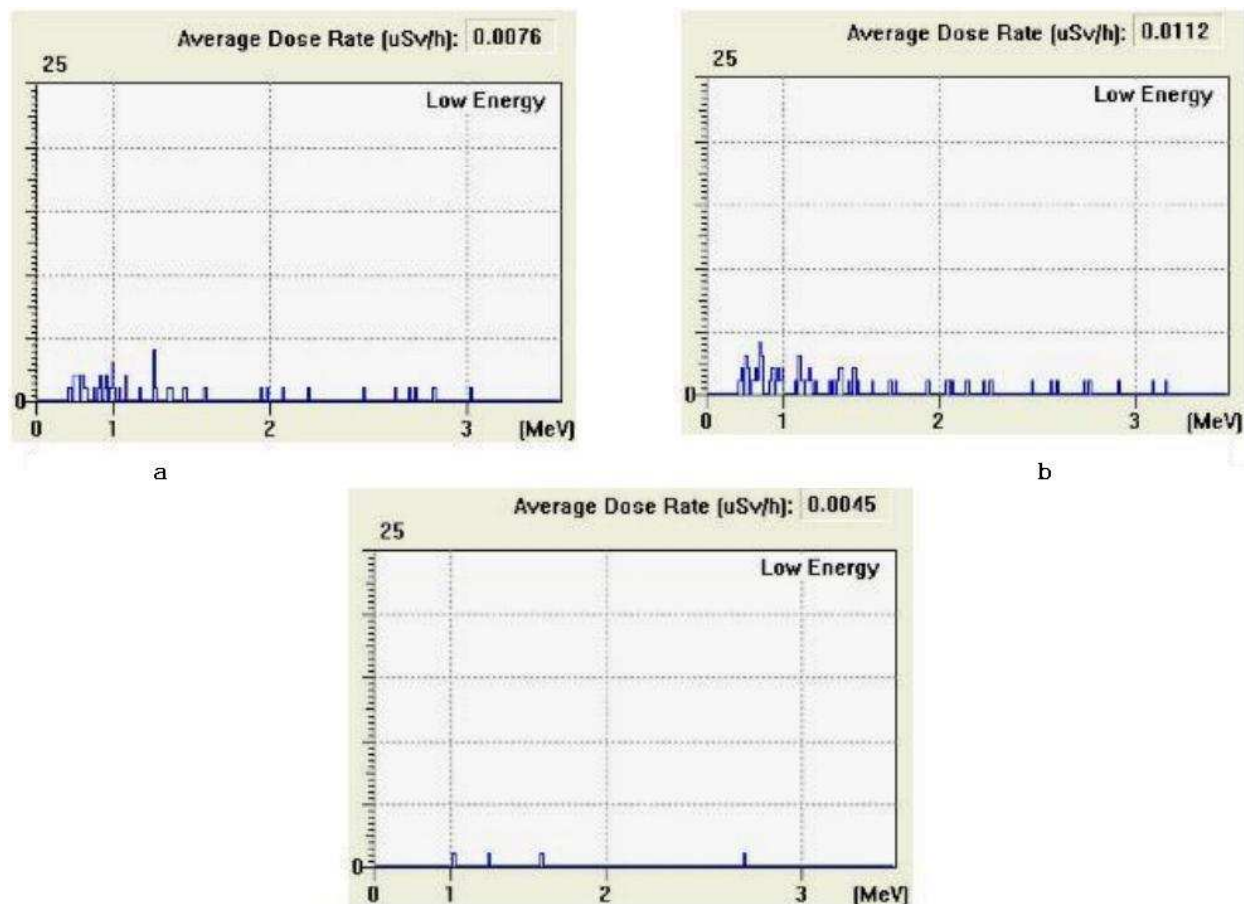 Average Dose Rate (uSv/h): 0.0076
25
Low Energy
0
0 1 2 3 [MeV]
a
Average Dose Rate (uSv/h): 0.0112
25
Low Energy
0
0 1 2 3 [MeV]
b
Average Dose Rate (uSv/h): 0.0045
25
Low Energy
0
0 1 2 3 [MeV]